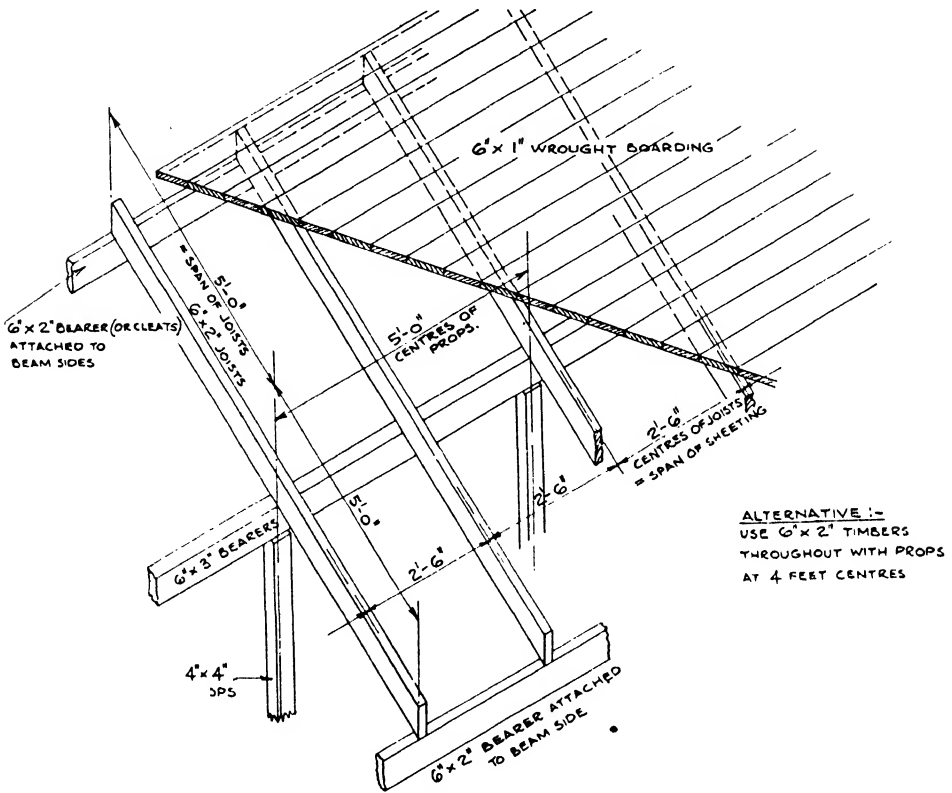 6" x 1" WROUGHT BOARDING
5'-0"
= SPAN OF JOISTS
6" x 2" JOISTS
6" x 2" BEARER (OR CLEATS)
ATTACHED TO
BEAM SIDES
5'-0"
CENTRES OF
PROPS.
2'-6"
CENTRES OF JOISTS
= SPAN OF SHEETING
2'-6"
5'-0"
2'-6"
6" x 3" BEARERS
ALTERNATIVE :-
USE 6" x 2" TIMBERS
THROUGHOUT WITH PROPS
AT 4 FEET CENTRES
4" x 4"
OPS
6" x 2" BEARER ATTACHED
TO BEAM SIDE